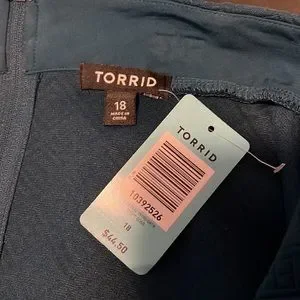 TORRID
18
MADE IN
CHINA
TORRID
10392526
18
$44.50